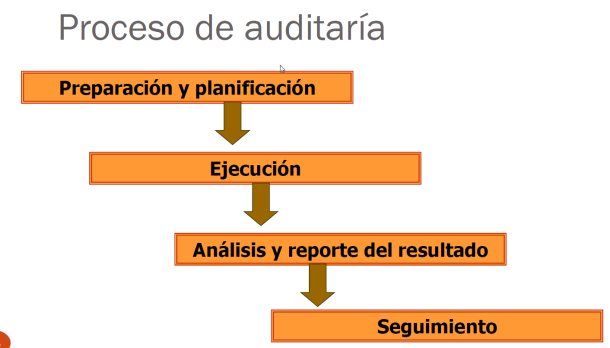 Proceso de auditaría
Preparación y planificación
Ejecución
Análisis y reporte del resultado
Seguimiento